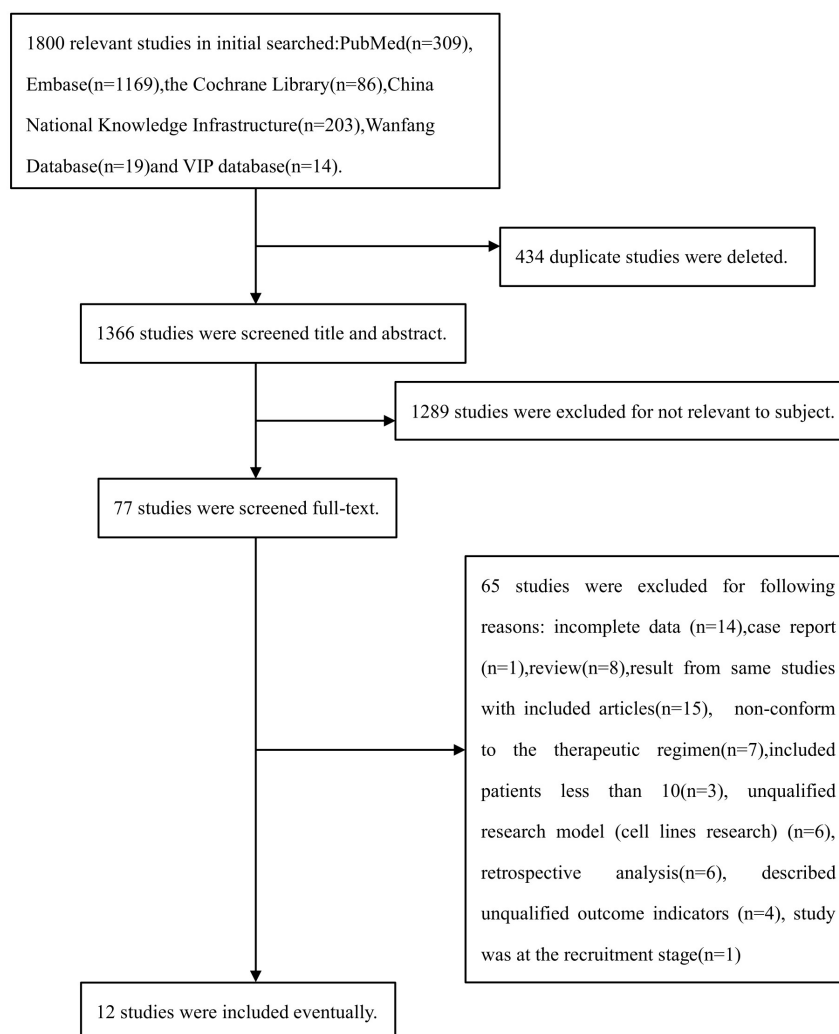 1800 relevant studies in initial searched:PubMed(n=309),
Embase(n=1169),the Cochrane Library(n=86),China
National Knowledge Infrastructure(n=203),Wanfang
Database(n=19)and VIP database(n=14).
434 duplicate studies were deleted.
1366 studies were screened title and abstract.
1289 studies were excluded for not relevant to subject.
77 studies were screened full-text.
65 studies were excluded for following
reasons: incomplete data (n=14),case report
(n=1),review(n=8),result from same studies
with included articles(n=15), non-conform
to the therapeutic regimen(n=7),included
patients less than 10(n=3), unqualified
research model (cell lines research) (n=6),
retrospective analysis(n=6), described
unqualified outcome indicators (n=4), study
was at the recruitment stage(n=1)
12 studies were included eventually.